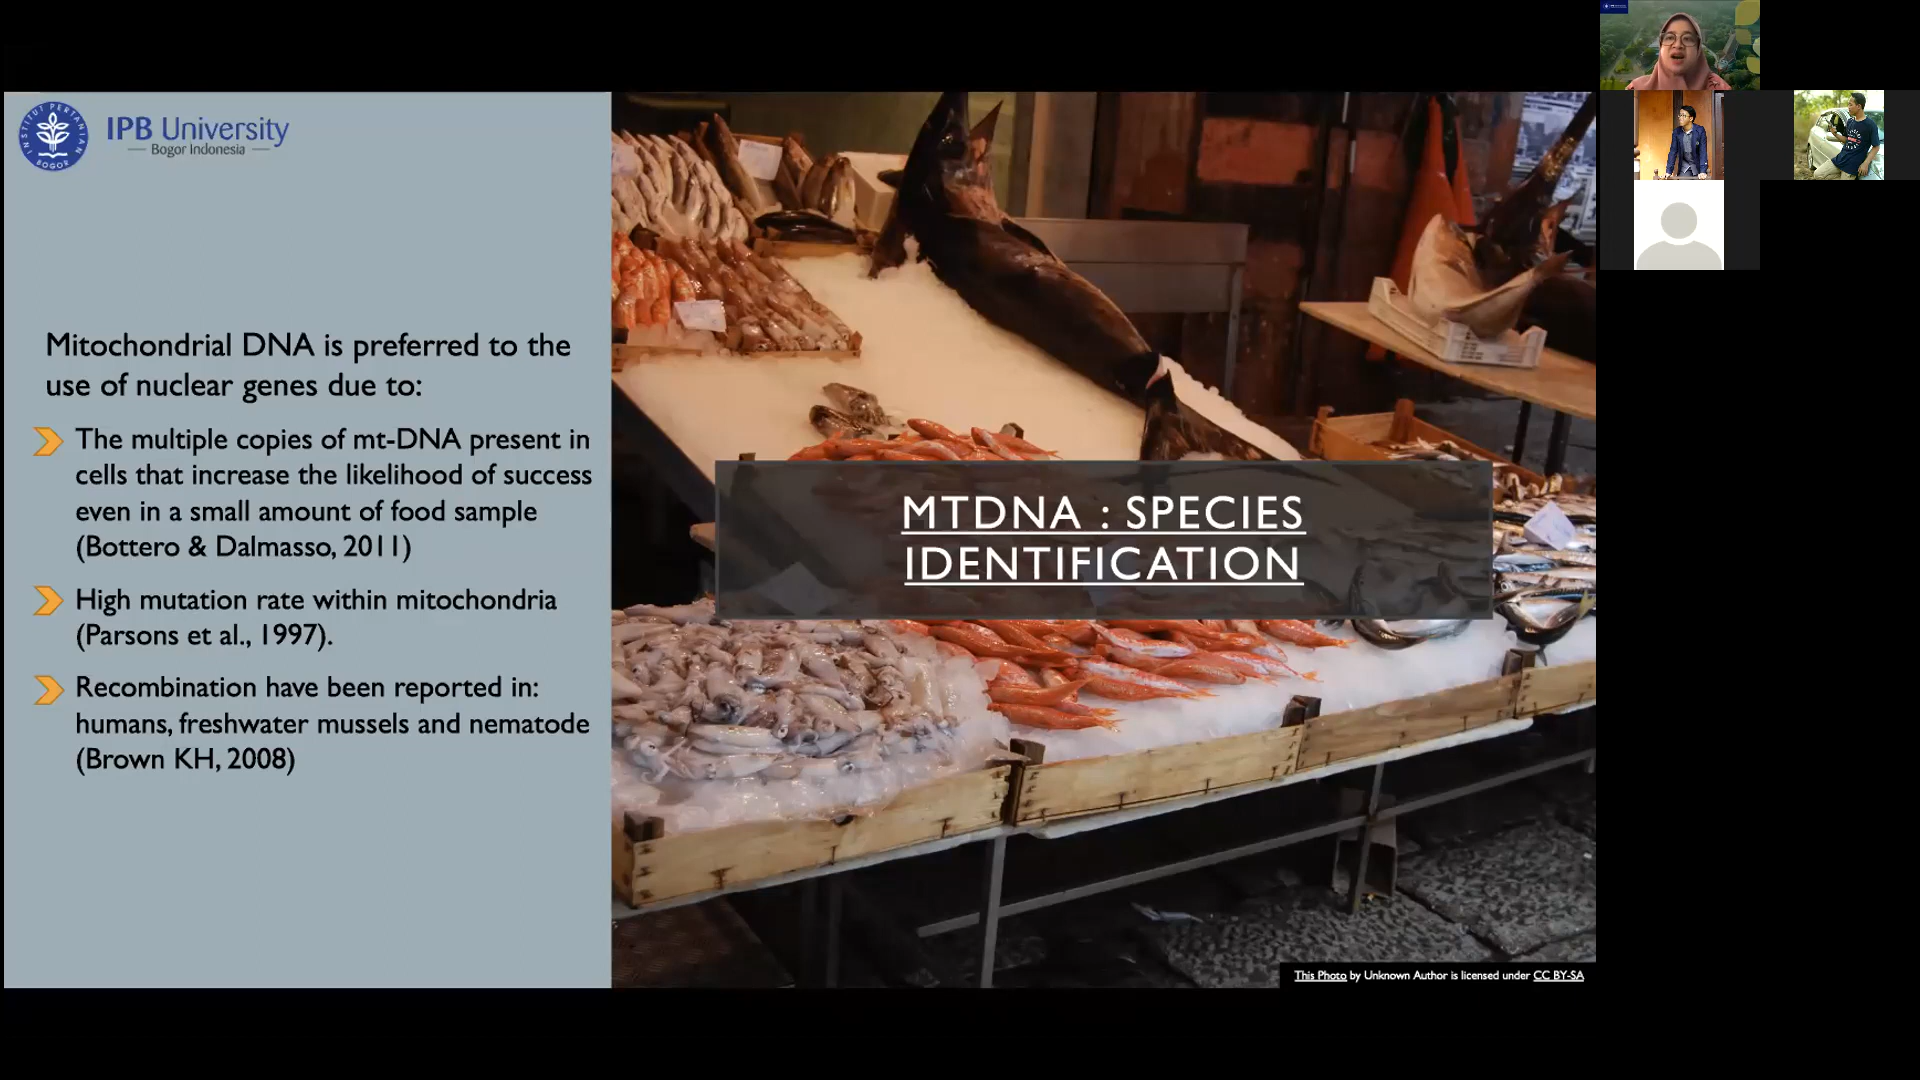 IPB University
Bogor Indonesia
INSTITUT PERTANIAN
BOGOR
Mitochondrial DNA is preferred to the
use of nuclear genes due to:
The multiple copies of mt-DNA present in
cells that increase the likelihood of success
even in a small amount of food sample
(Bottero & Dalmasso, 2011)
High mutation rate within mitochondria
(Parsons et al., 1997).
Recombination have been reported in:
humans, freshwater mussels and nematode
(Brown KH, 2008)
MTDNA : SPECIES
IDENTIFICATION
This Photo by Unknown Author is licensed under CC BY-SA